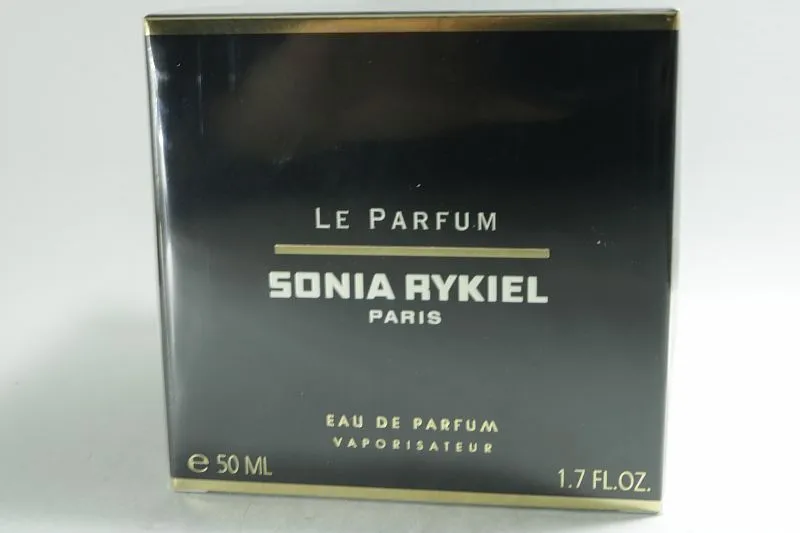 LE PARFUM
SONIA RYKIEL
PARIS
EAU DE PARFUM
VAPORISATEUR
℮ 50 ML 1.7 FL.OZ.